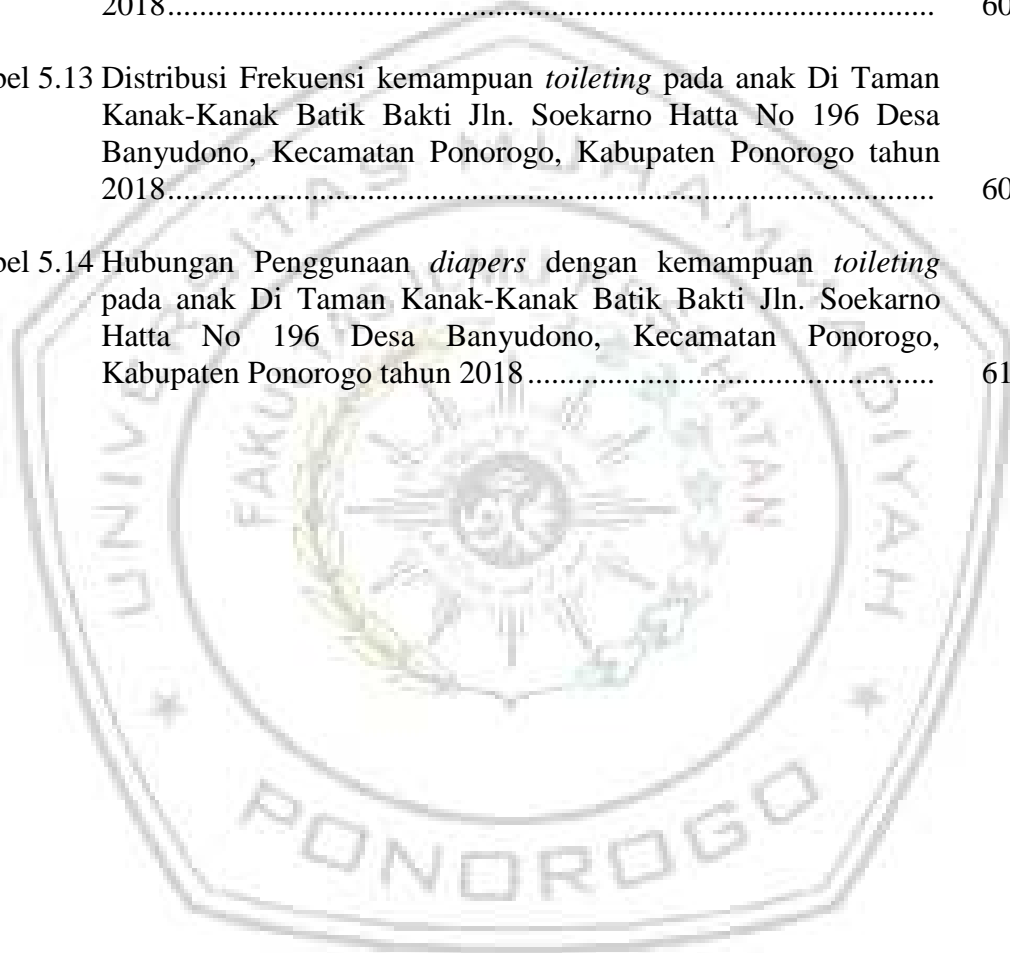 2018................................................................................ 60
bel 5.13 Distribusi Frekuensi kemampuan toileting pada anak Di Taman
Kanak-Kanak Batik Bakti Jln. Soekarno Hatta No 196 Desa
Banyudono, Kecamatan Ponorogo, Kabupaten Ponorogo tahun
2018................................................................................ 60
bel 5.14 Hubungan Penggunaan diapers dengan kemampuan toileting
pada anak Di Taman Kanak-Kanak Batik Bakti Jln. Soekarno
Hatta No 196 Desa Banyudono, Kecamatan Ponorogo,
Kabupaten Ponorogo tahun 2018........................................... 61
UNIVERSITAS MUHAMMADIYAH
FAKULTAS ILMU KESEHATAN
PONOROGO